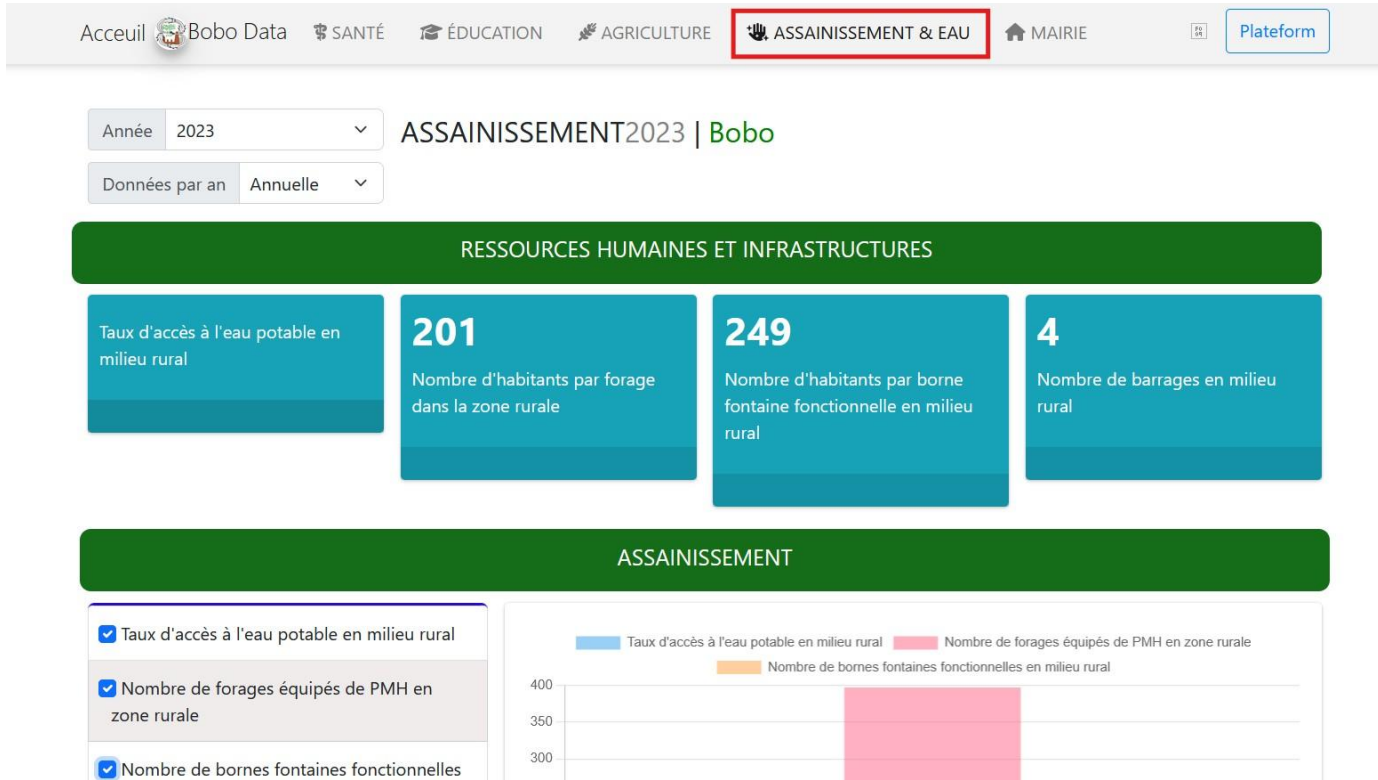 Acceuil Bobo Data SANTÉ ÉDUCATION AGRICULTURE ASSAINISSEMENT & EAU MAIRIE Plateform
Année 2023 ASSAINISSEMENT2023 | Bobo
Données par an Annuelle
RESSOURCES HUMAINES ET INFRASTRUCTURES
Taux d'accès à l'eau potable en
milieu rural
201
Nombre d'habitants par forage
dans la zone rurale
249
Nombre d'habitants par borne
fontaine fonctionnelle en milieu
rural
4
Nombre de barrages en milieu
rural
ASSAINISSEMENT
Taux d'accès à l'eau potable en milieu rural
Nombre de forages équipés de PMH en
zone rurale
Nombre de bornes fontaines fonctionnelles
Taux d'accès à l'eau potable en milieu rural Nombre de forages équipés de PMH en zone rurale
Nombre de bornes fontaines fonctionnelles en milieu rural
400
350
300